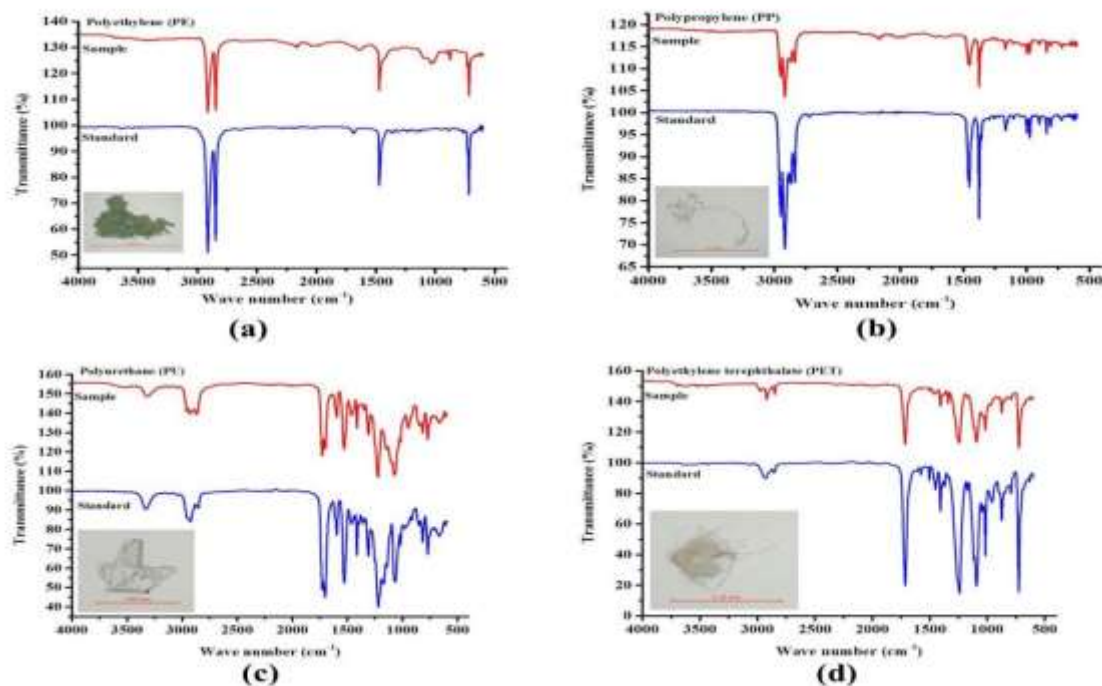 Polyethylene (PE)
Sample
Standard
140
130
120
110
100
90
80
70
60
50
Transmittance (%)
4000 3500 3000 2500 2000 1500 1000 500
Wave number (cm⁻¹)
(a)
Polypropylene (PP)
Sample
Standard
120
115
110
105
100
95
90
85
80
75
70
65
Transmittance (%)
4000 3500 3000 2500 2000 1500 1000 500
Wave number (cm⁻¹)
(b)
Polyurethane (PU)
Sample
Standard
160
150
140
130
120
110
100
90
80
70
60
50
40
Transmittance (%)
4000 3500 3000 2500 2000 1500 1000 500
Wave number (cm⁻¹)
(c)
Polyethylene terephthalate (PET)
Sample
Standard
160
140
120
100
80
60
40
20
0
Transmittance (%)
4000 3500 3000 2500 2000 1500 1000 500
Wave number (cm⁻¹)
(d)